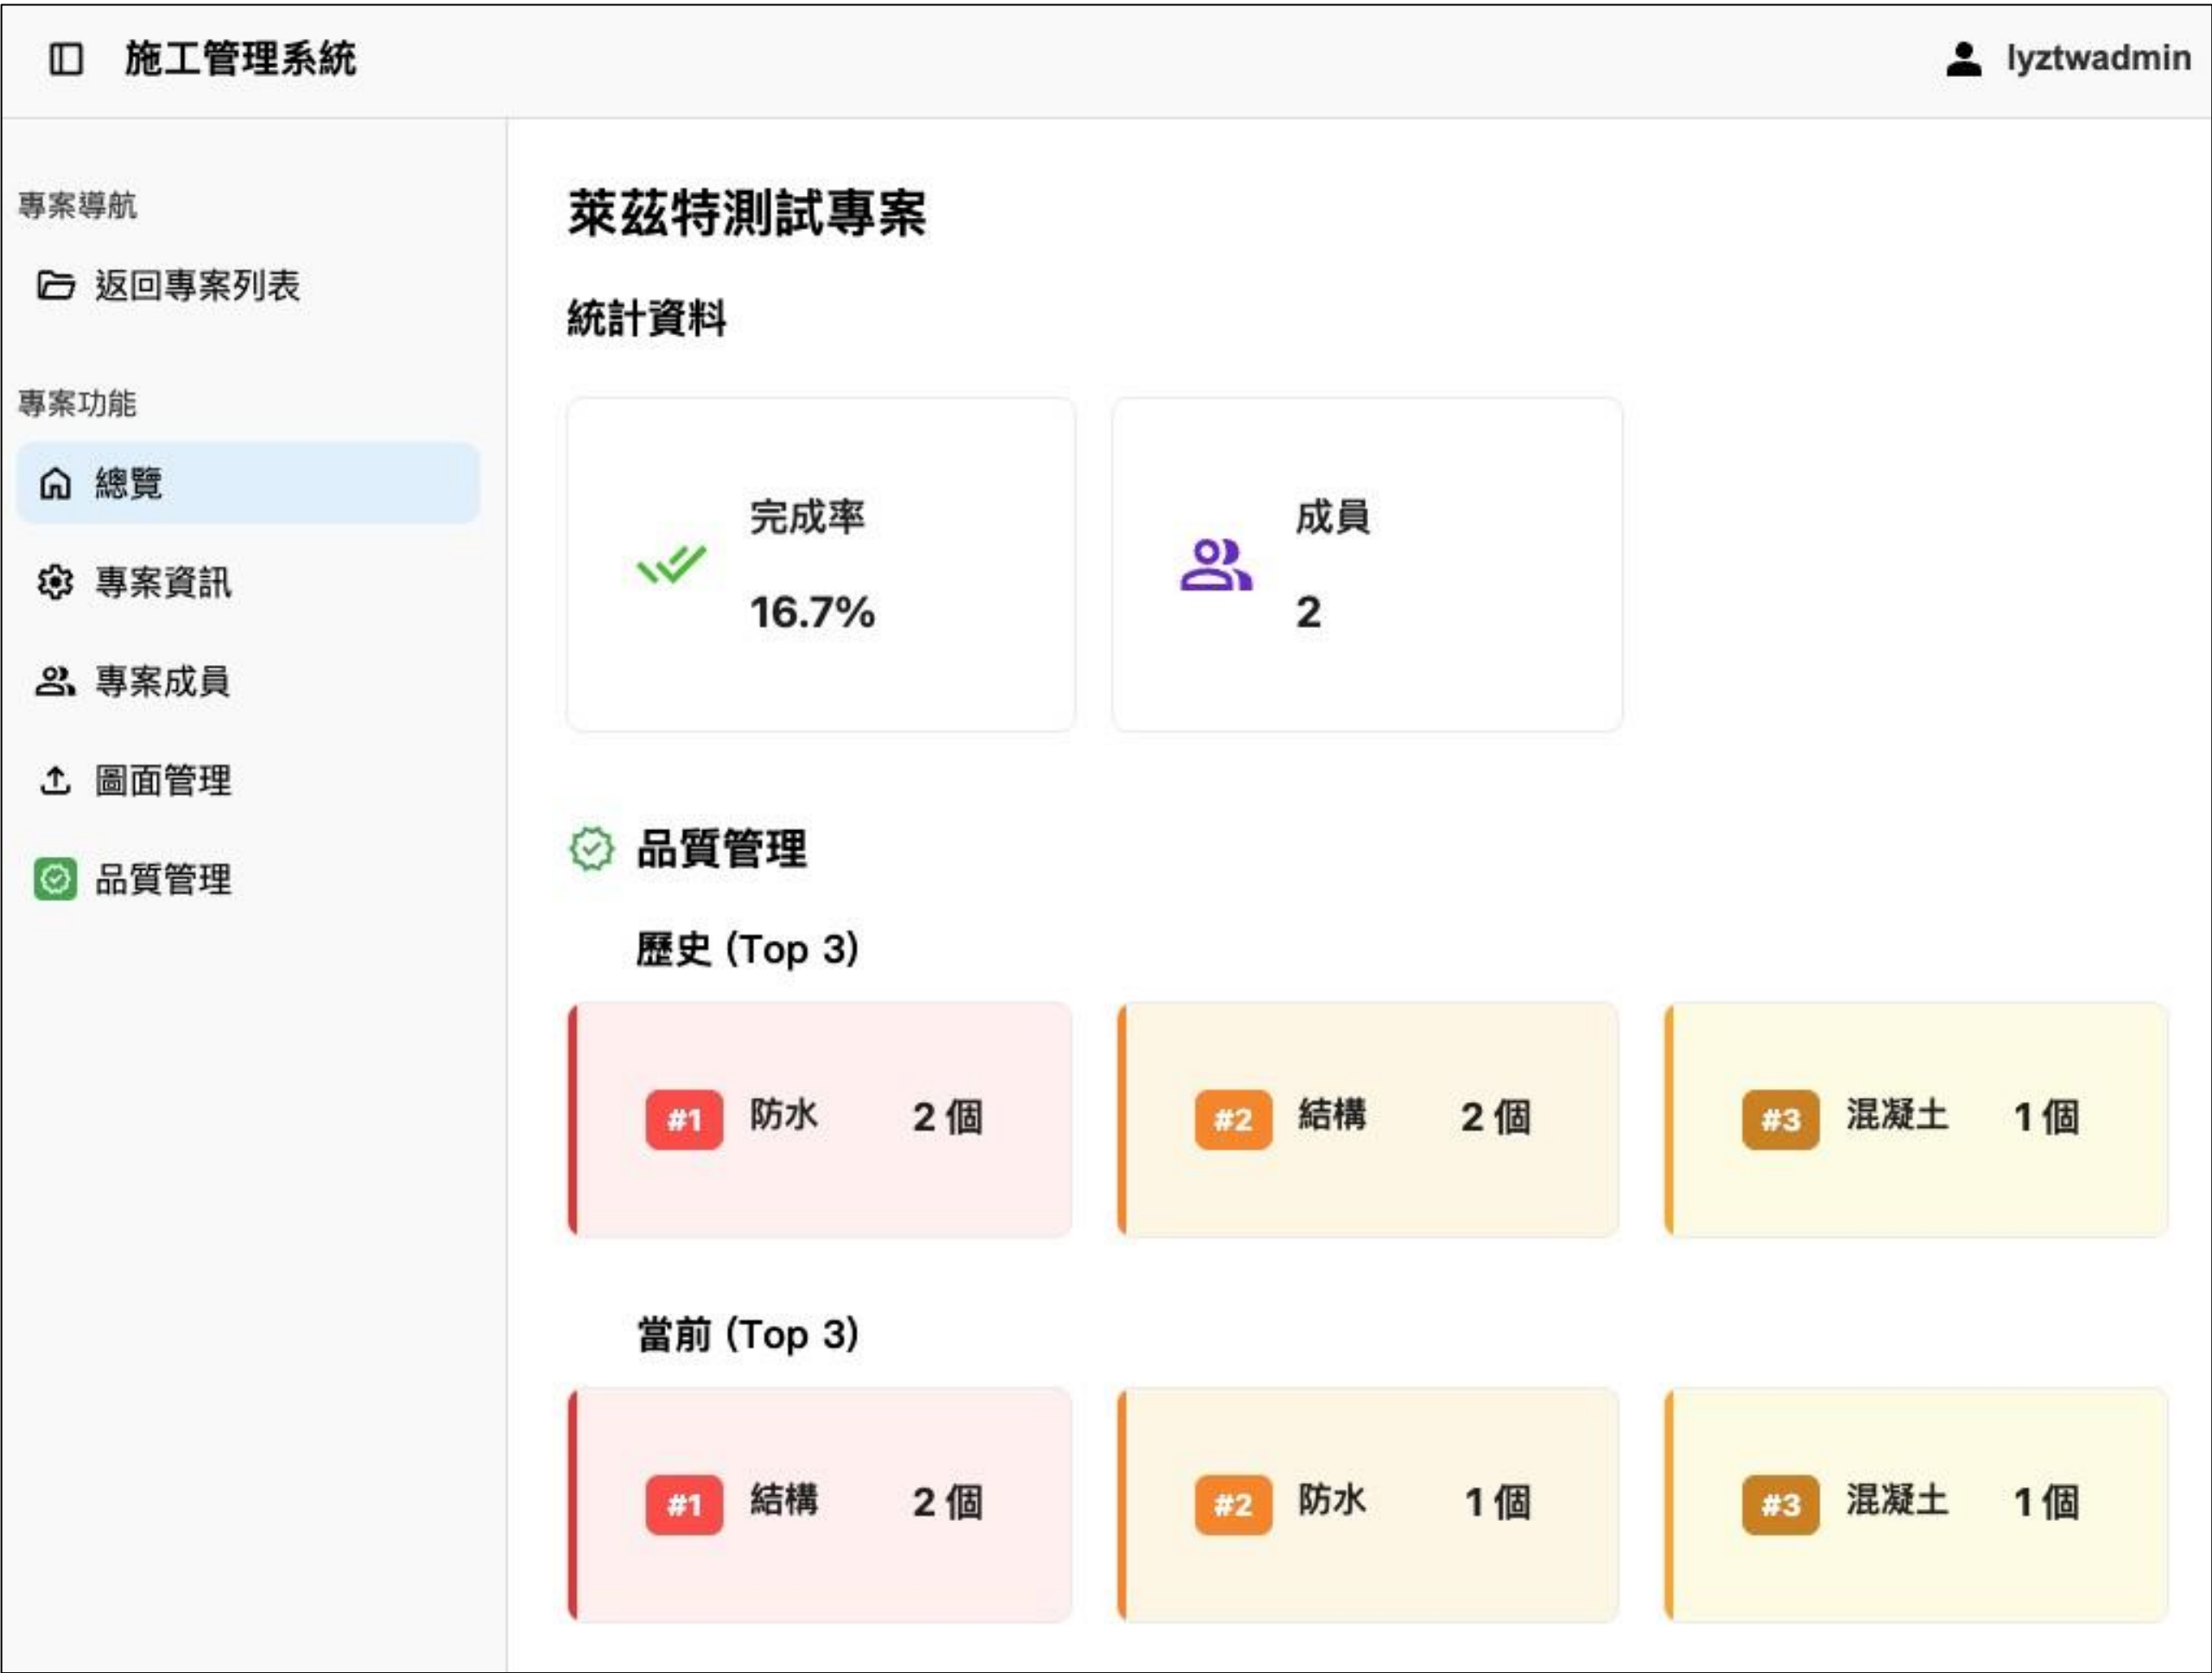 施工管理系統
lyztwadmin
專案導航
返回專案列表
專案功能
總覽
專案資訊
專案成員
圖面管理
品質管理
萊茲特測試專案
統計資料
完成率
16.7%
成員
2
品質管理
歷史 (Top 3)
#1 防水 2 個
#2 結構 2 個
#3 混凝土 1 個
當前 (Top 3)
#1 結構 2 個
#2 防水 1 個
#3 混凝土 1 個